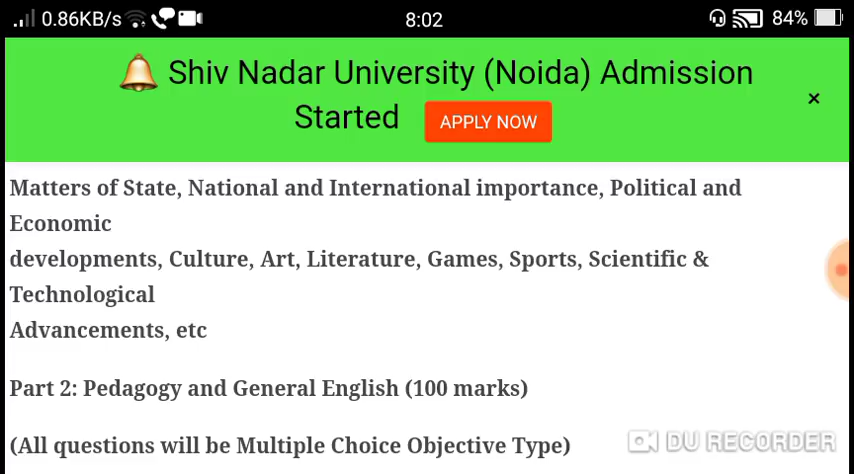 0.86KB/s 8:02 84%
🔔 Shiv Nadar University (Noida) Admission
Started APPLY NOW ×
Matters of State, National and International importance, Political and
Economic
developments, Culture, Art, Literature, Games, Sports, Scientific &
Technological
Advancements, etc
Part 2: Pedagogy and General English (100 marks)
(All questions will be Multiple Choice Objective Type)
DU RECORDER